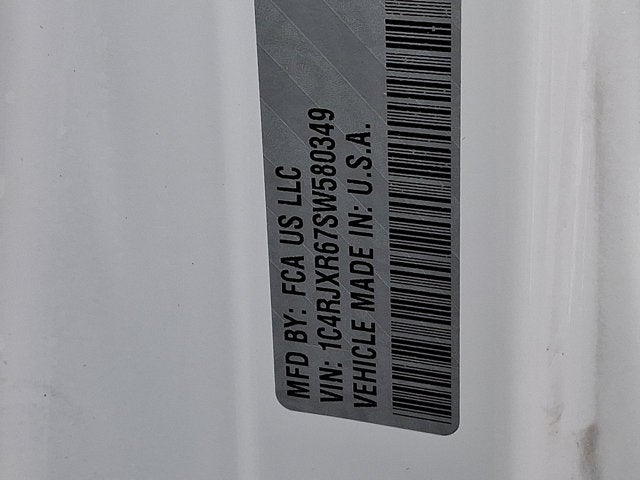 MFD BY: FCA US LLC
VIN: 1C4RJXR67SW580349
VEHICLE MADE IN: U.S.A.